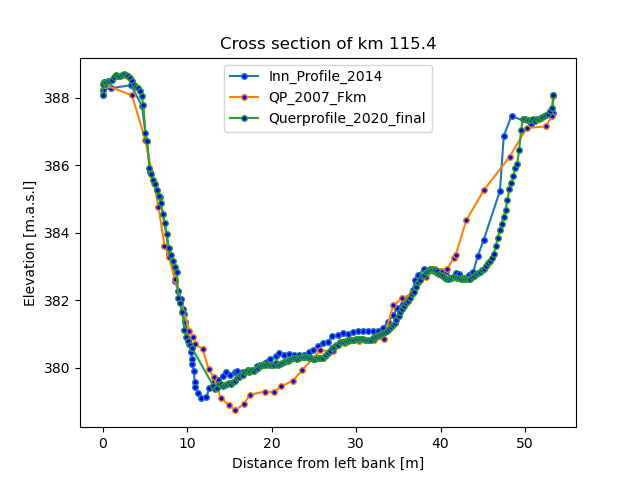 Cross section of km 115.4
Inn_Profile_2014
QP_2007_Fkm
Querprofile_2020_final
Elevation [m.a.s.l]
388
386
384
382
380
0 10 20 30 40 50
Distance from left bank [m]